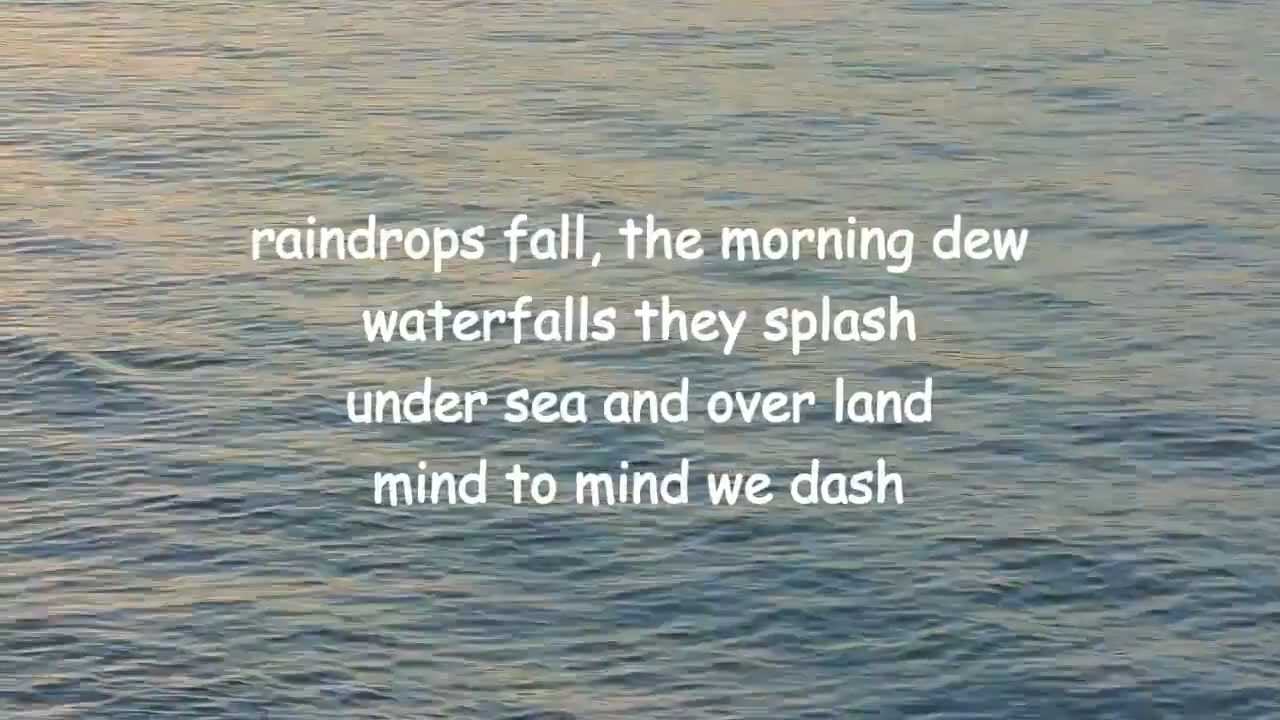 raindrops fall, the morning dew
waterfalls they splash
under sea and over land
mind to mind we dash